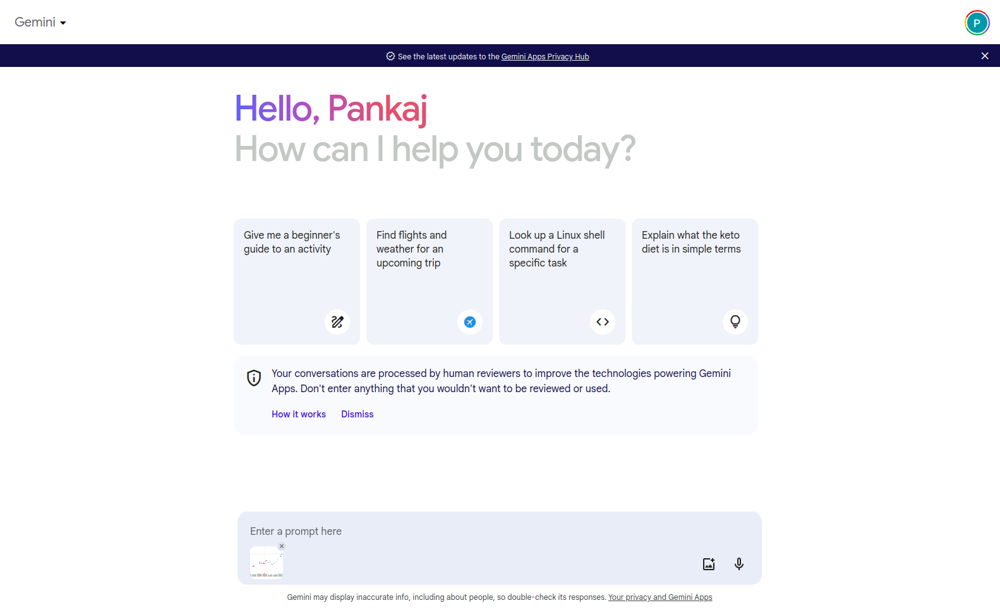 Gemini
P
See the latest updates to the Gemini Apps Privacy Hub
Hello, Pankaj
How can I help you today?
Give me a beginner's
guide to an activity
Find flights and
weather for an
upcoming trip
Look up a Linux shell
command for a
specific task
Explain what the keto
diet is in simple terms
Your conversations are processed by human reviewers to improve the technologies powering Gemini
Apps. Don't enter anything that you wouldn't want to be reviewed or used.
How it works Dismiss
Enter a prompt here
Gemini may display inaccurate info, including about people, so double-check its responses. Your privacy and Gemini Apps